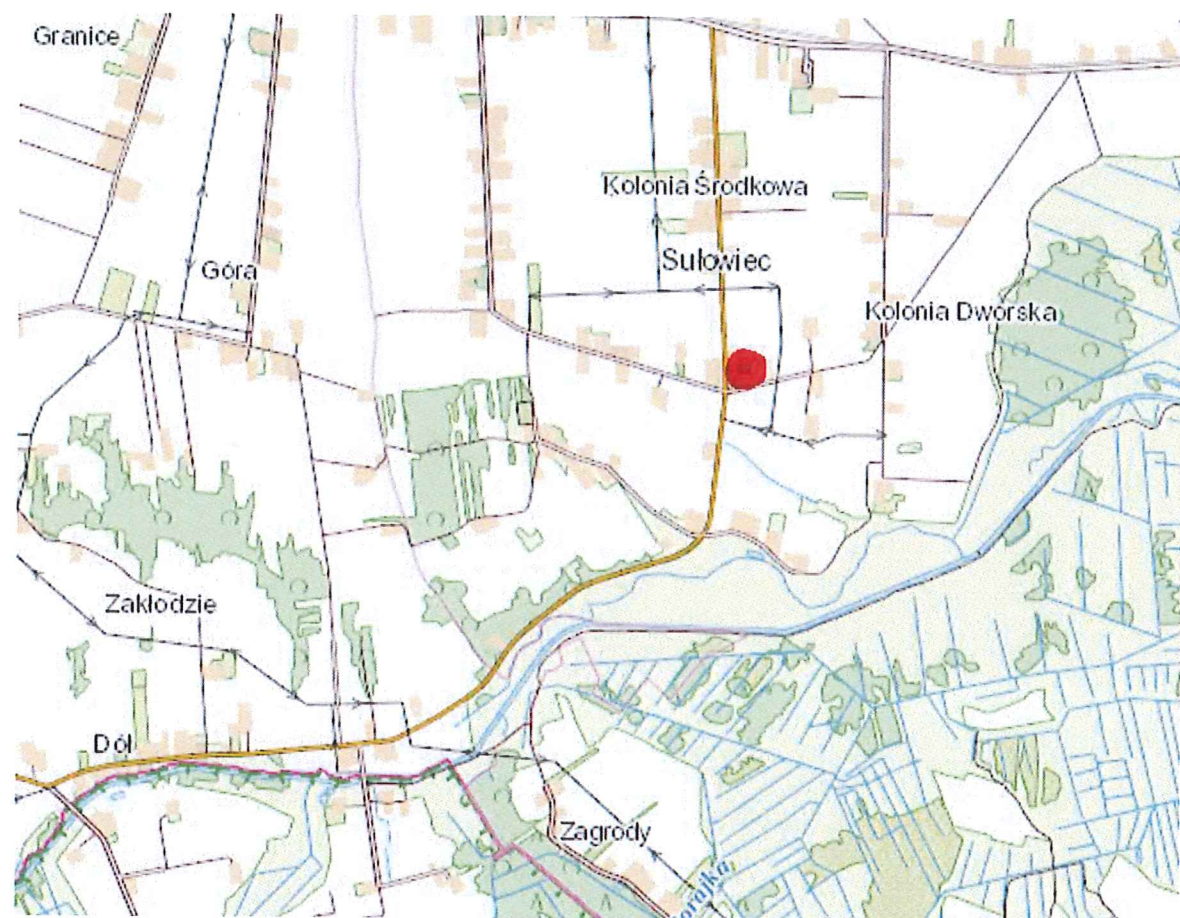 Granice
Kolonia Środkowa
Góra
Sułowiec
Kolonia Dworska
Zakłodzie
Dół
Zagrody